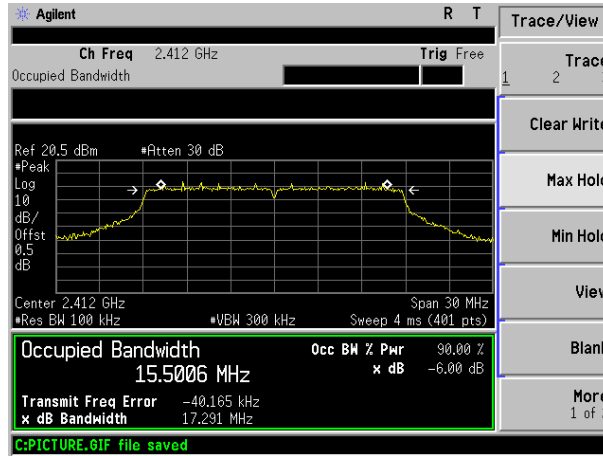 Agilent R T
Trace/View
Ch Freq 2.412 GHz Trig Free
Occupied Bandwidth
Trace
1 2
Clear Write
Ref 20.5 dBm #Atten 30 dB
#Peak
Log
10
dB/
Offst
0.5
dB
Max Hold
Min Hold
View
Center 2.412 GHz Span 30 MHz
#Res BW 100 kHz #VBW 300 kHz Sweep 4 ms (401 pts)
Occupied Bandwidth Occ BW % Pwr 90.00 %
15.5006 MHz x dB -6.00 dB
Transmit Freq Error -40.165 kHz
x dB Bandwidth 17.291 MHz
Blank
More
1 of
C:PICTURE.GIF file saved